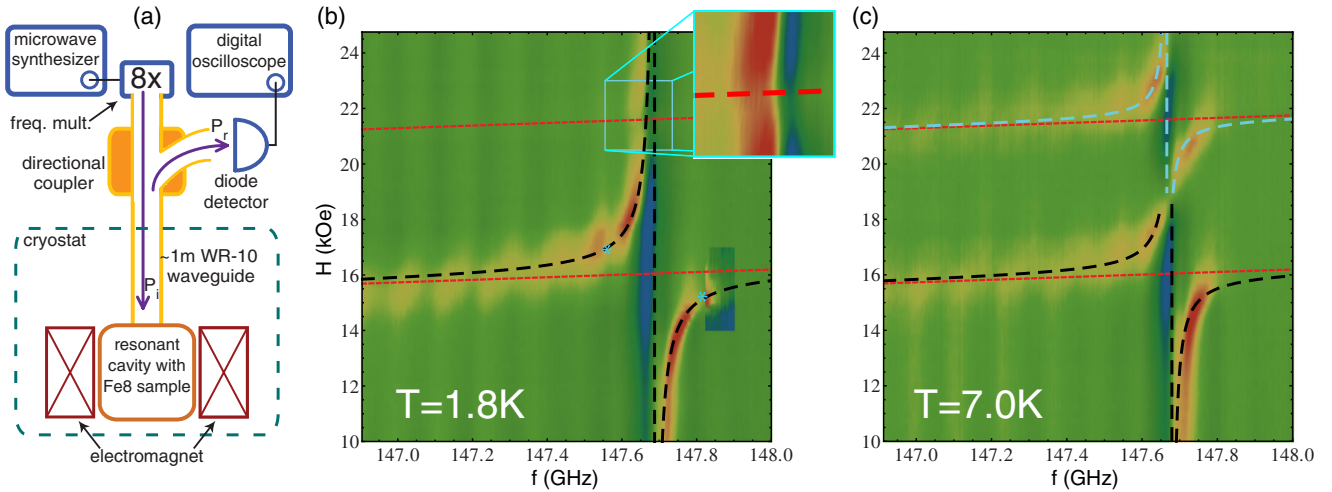 (a)
microwave
synthesizer
8x
digital
oscilloscope
freq. mult.
P_r
directional
coupler
diode
detector
cryostat
~1m WR-10
waveguide
P_i
resonant
cavity with
Fe8 sample
electromagnet
(b)
24
22
20
18
16
14
12
10
H (kOe)
T=1.8K
147.0
147.2
147.4
147.6
147.8
148.0
f (GHz)
(c)
24
22
20
18
16
14
12
10
T=7.0K
147.0
147.2
147.4
147.6
147.8
148.0
f (GHz)